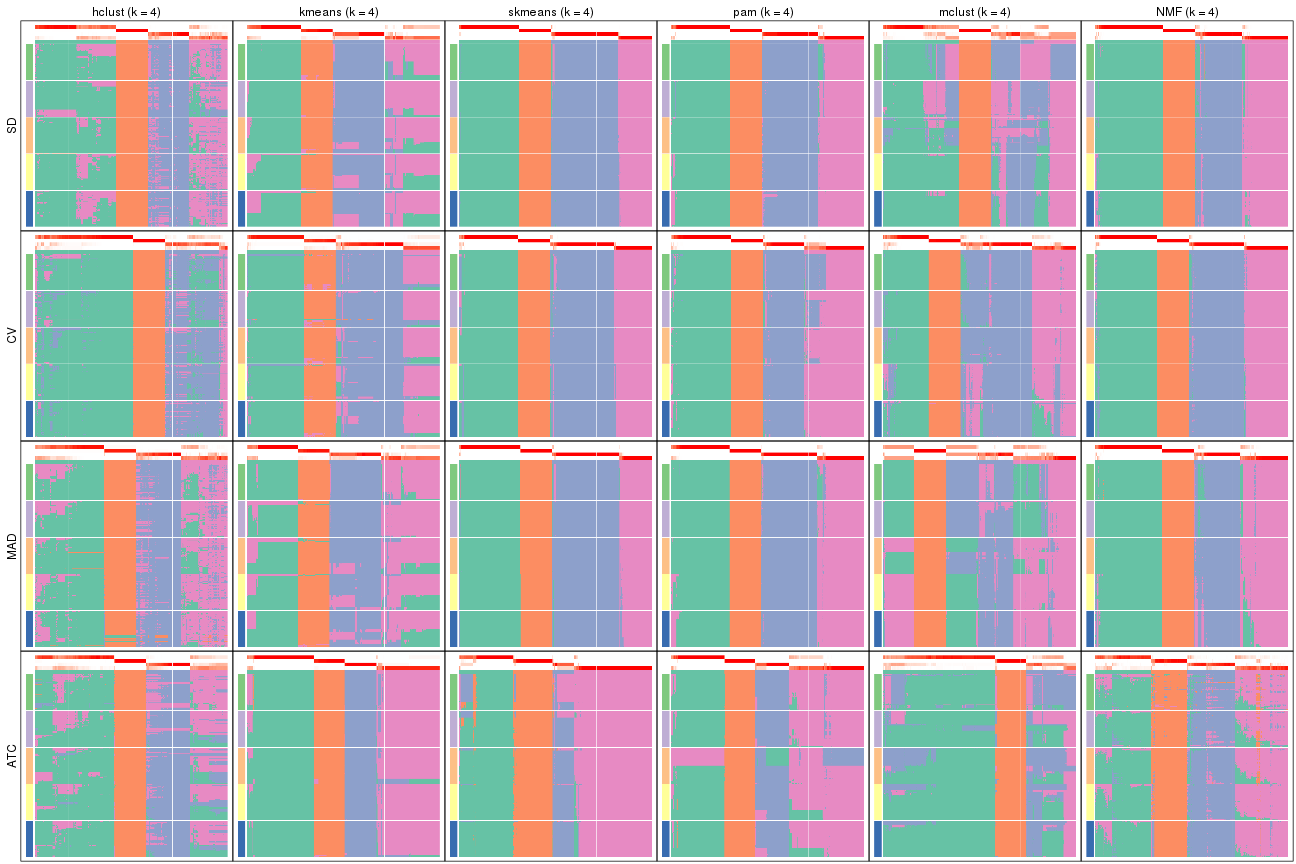 hclust (k = 4) kmeans (k = 4) skmeans (k = 4) pam (k = 4) mclust (k = 4) NMF (k = 4)
SD
CV
MAD
ATC